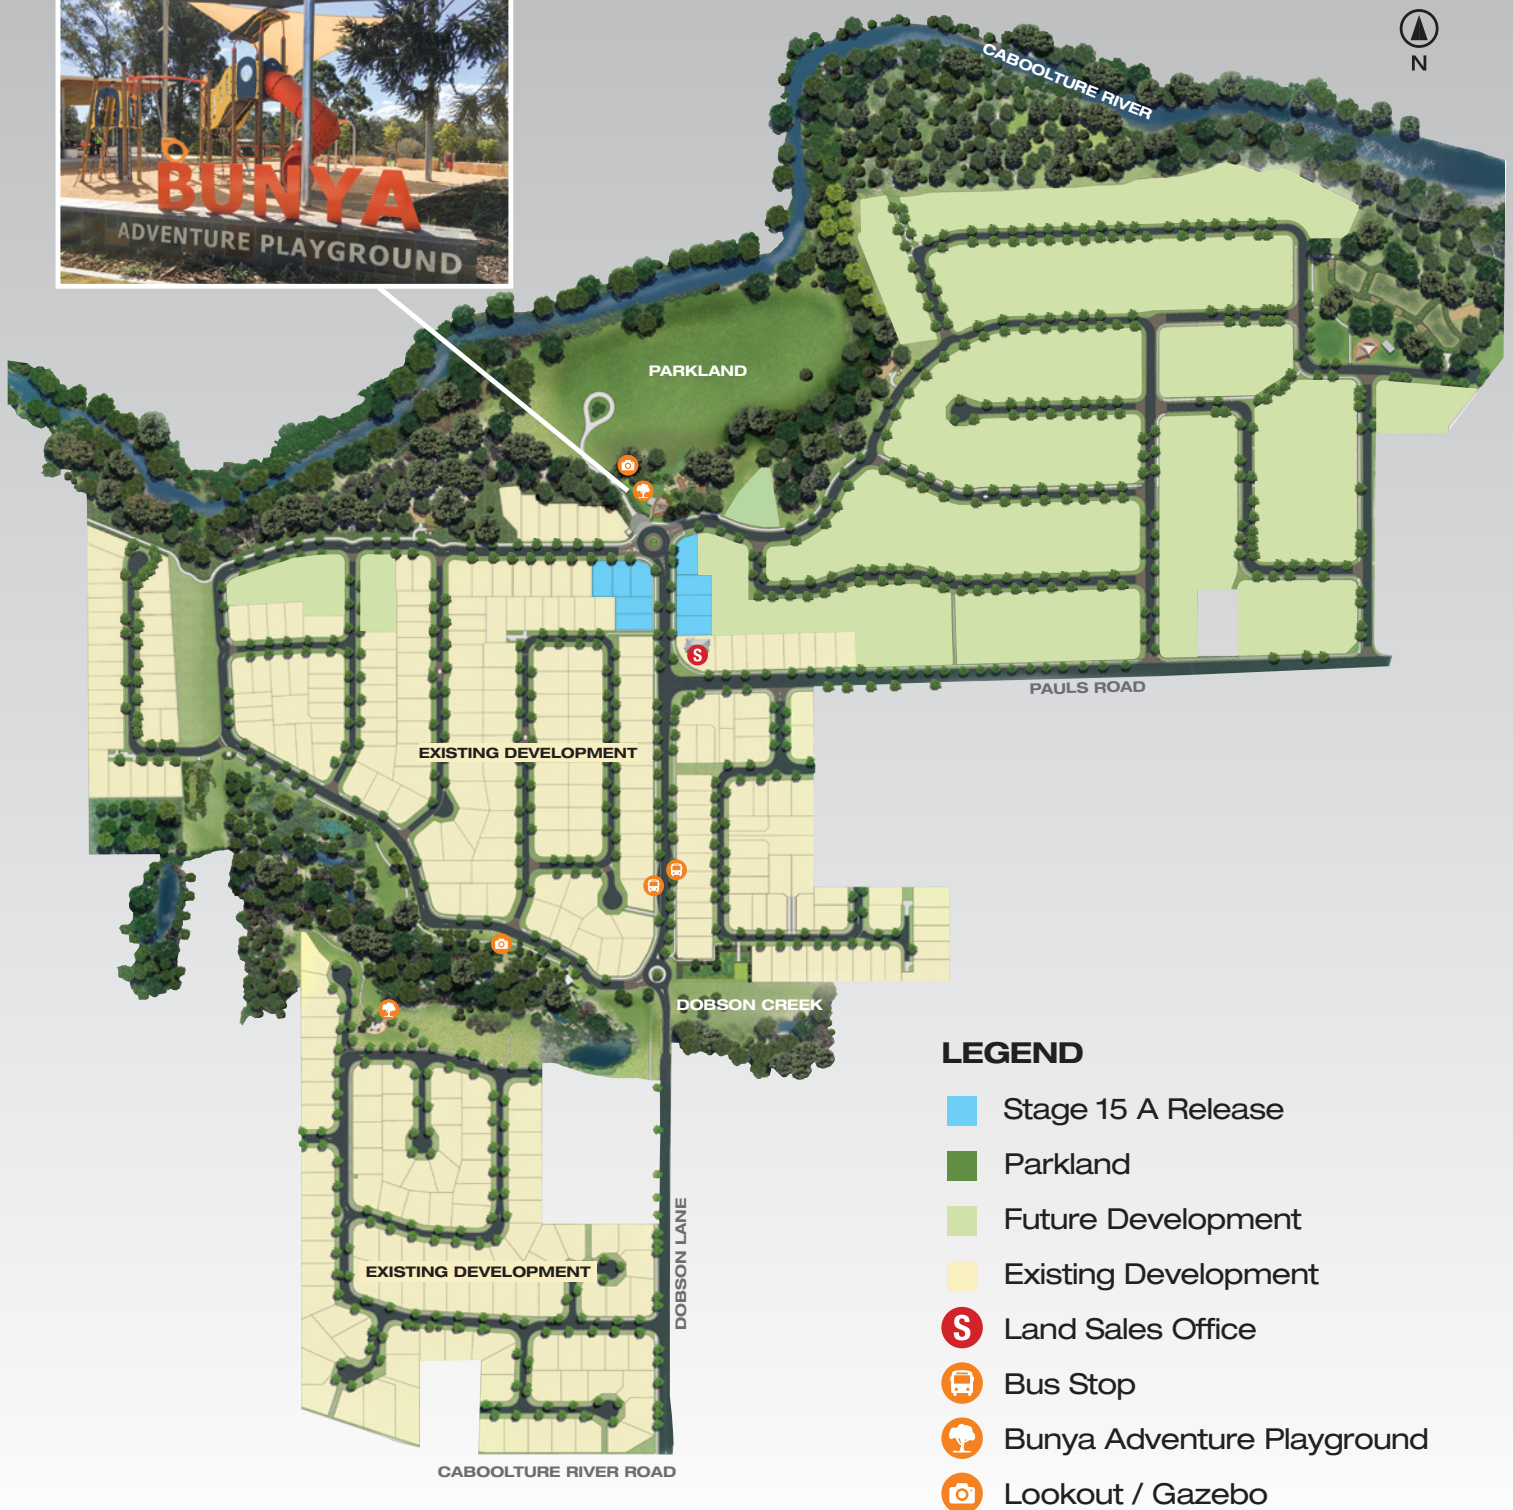 BUNYA
ADVENTURE PLAYGROUND
N
CABOOLTURE RIVER
PARKLAND
S
PAULS ROAD
EXISTING DEVELOPMENT
DOBSON CREEK
DOBSON LANE
EXISTING DEVELOPMENT
CABOOLTURE RIVER ROAD
LEGEND
Stage 15 A Release
Parkland
Future Development
Existing Development
S Land Sales Office
Bus Stop
Bunya Adventure Playground
Lookout / Gazebo